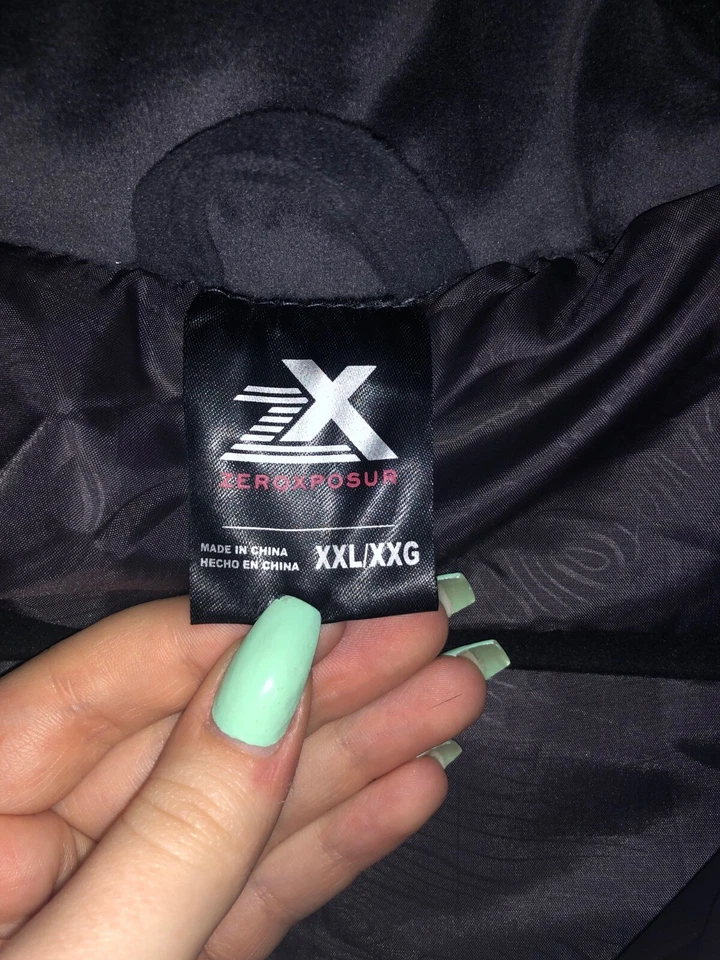 ZX
ZEROXPOSUR
MADE IN CHINA
HECHO EN CHINA
XXL/XXG